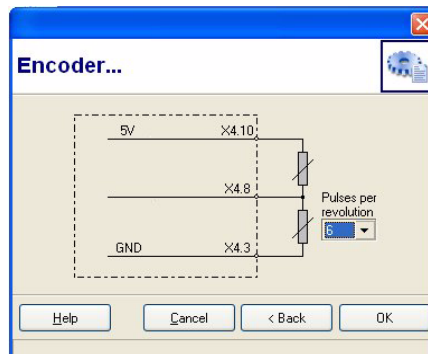 Encoder...
5V X4.10
X4.8
Pulses per
revolution
6
GND X4.3
Help Cancel < Back OK